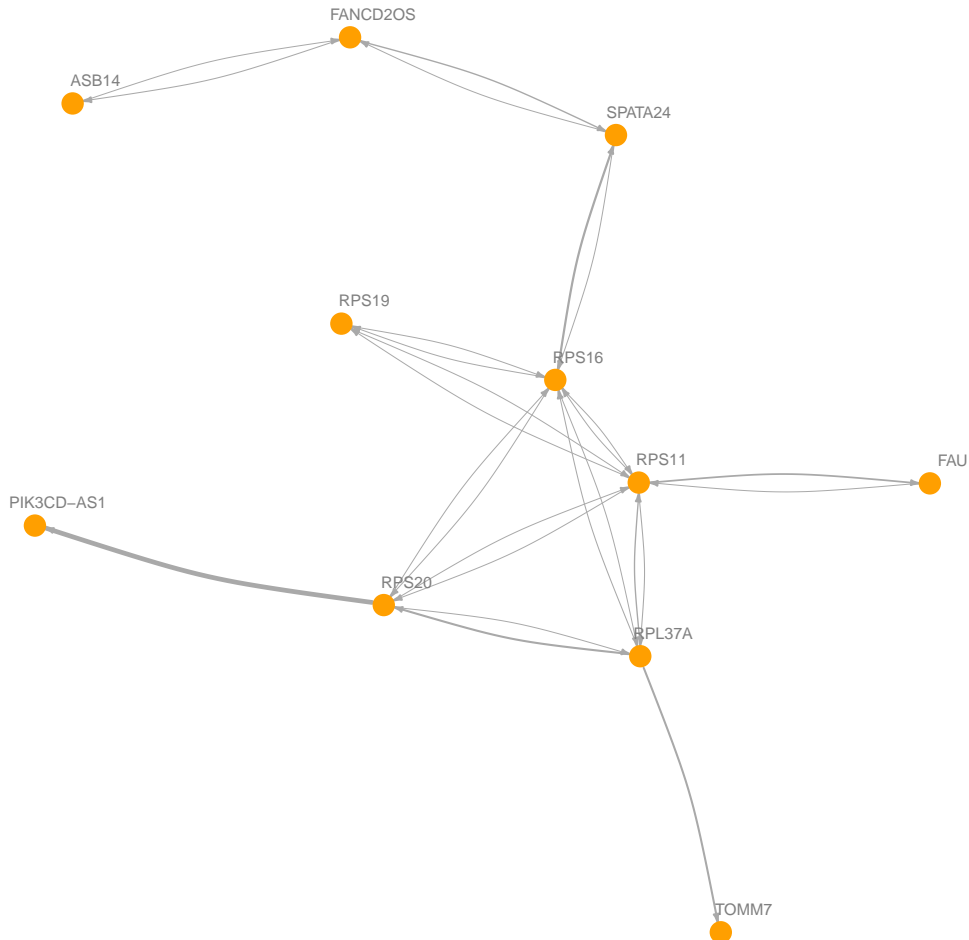 FANCD2OS
ASB14
SPATA24
RPS19
RPS16
RPS11
FAU
PIK3CD−AS1
RPS20
RPL37A
TOMM7